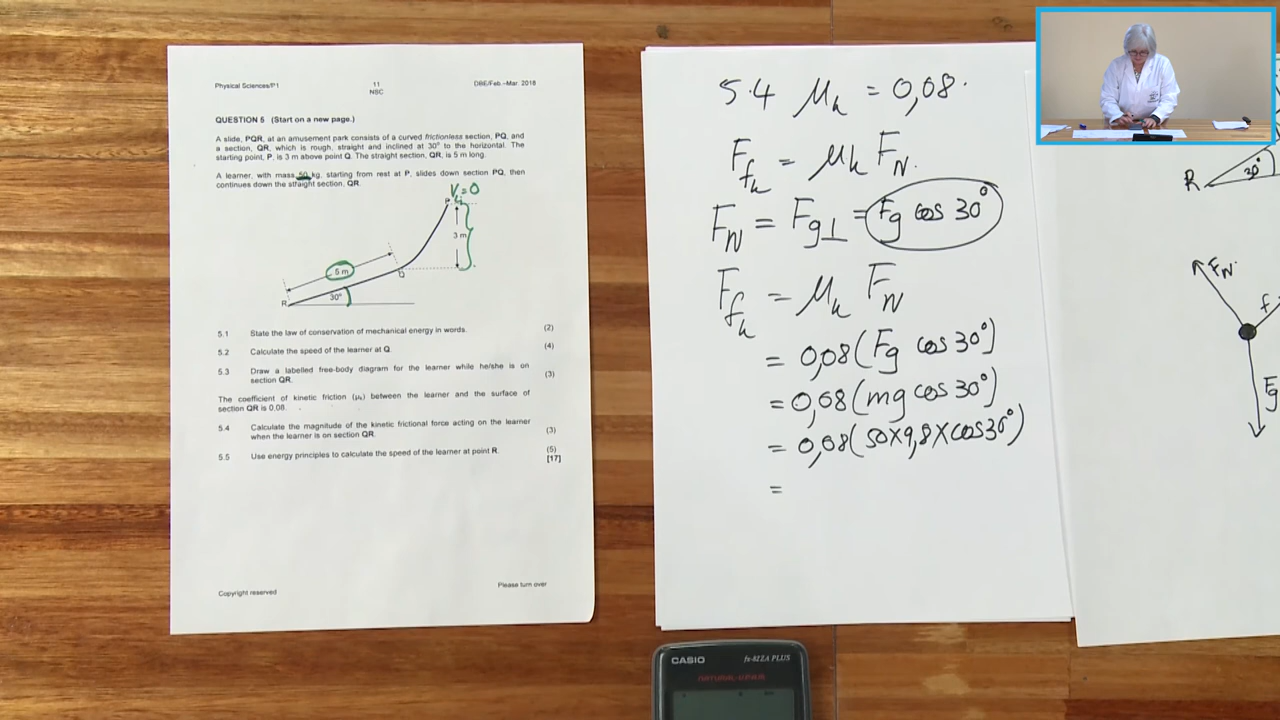 Physical Sciences/P1
11
NSC
DBE/Feb.–Mar. 2018
QUESTION 5 (Start on a new page.)
A slide, PQR, at an amusement park consists of a curved frictionless section, PQ, and
a section, QR, which is rough, straight and inclined at 30° to the horizontal. The
starting point, P, is 3 m above point Q. The straight section, QR, is 5 m long.
A learner, with mass 50 kg, starting from rest at P, slides down section PQ, then
continues down the straight section, QR.
Vi=0
P
3 m
5 m
Q
30°
R
5.1 State the law of conservation of mechanical energy in words. (2)
5.2 Calculate the speed of the learner at Q. (4)
5.3 Draw a labelled free-body diagram for the learner while he/she is on
section QR. (3)
The coefficient of kinetic friction (μk) between the learner and the surface of
section QR is 0,08.
5.4 Calculate the magnitude of the kinetic frictional force acting on the learner
when the learner is on section QR. (3)
5.5 Use energy principles to calculate the speed of the learner at point R. (5)
[17]
Copyright reserved
Please turn over
5.4 μk = 0,08.
Ffk = μk FN.
FN = Fg⊥ = Fg cos 30°
Ffk = μk FN
= 0,08(Fg cos 30°)
= 0,08(mg cos 30°)
= 0,08(50×9,8×cos30°)
=
R 30°
FN
f
Fg
CASIO fx-82ZA PLUS
NATURAL-V.P.A.M.